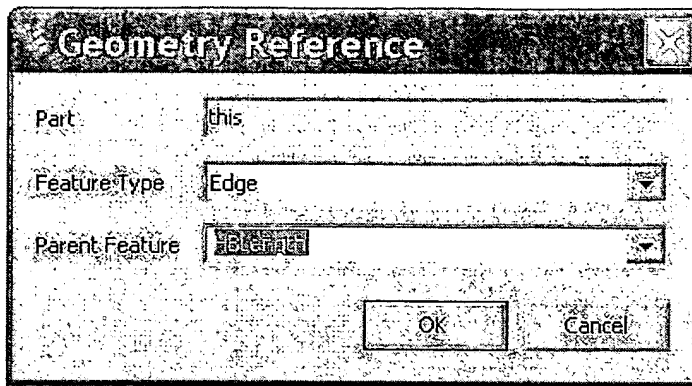 Geometry Reference
Part this
Feature Type Edge
Parent Feature
OK Cancel